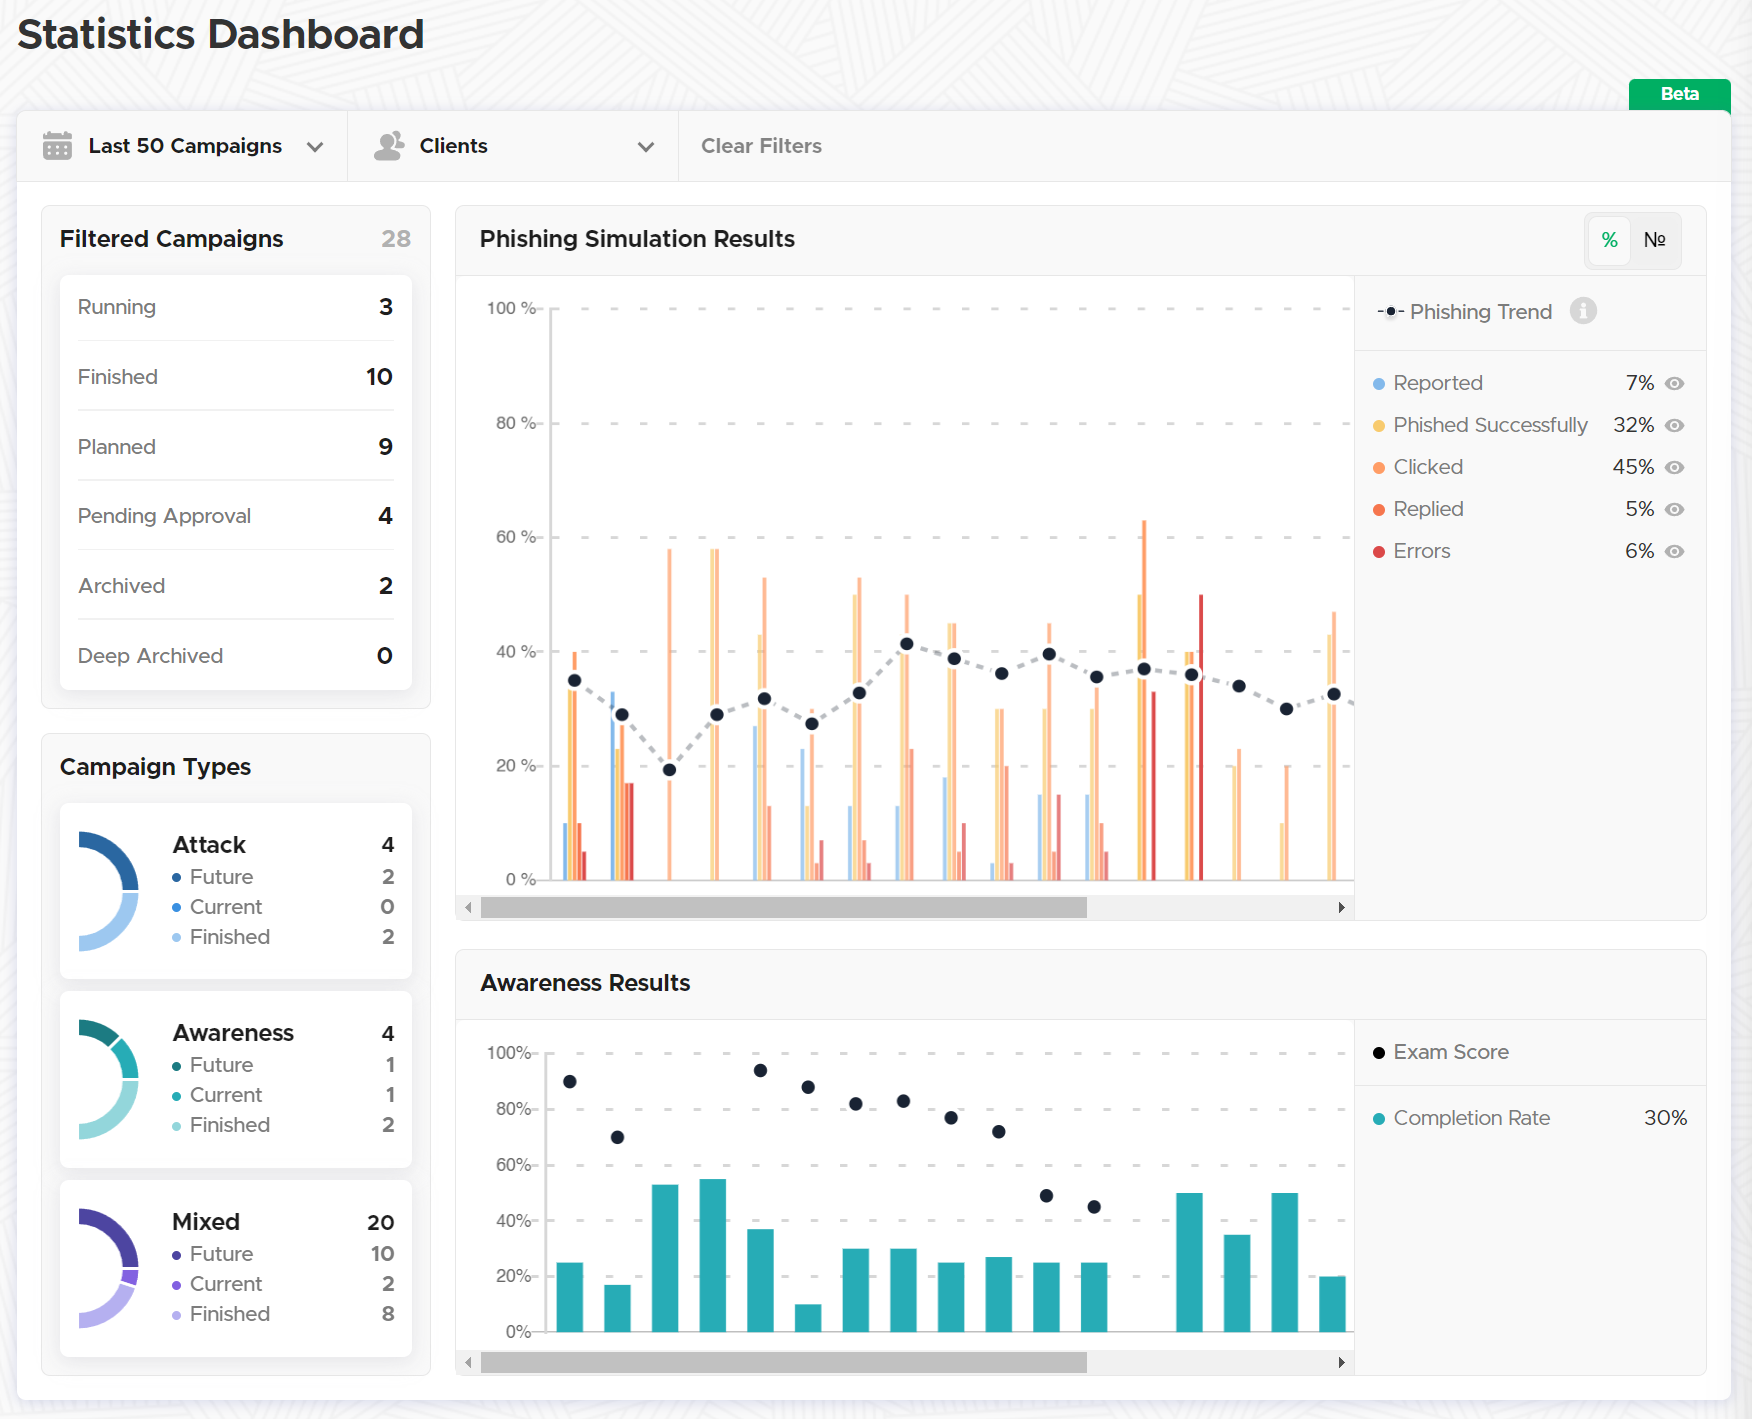 Statistics Dashboard
Beta
Last 50 Campaigns
Clients
Clear Filters
Filtered Campaigns 28
Running 3
Finished 10
Planned 9
Pending Approval 4
Archived 2
Deep Archived 0
Campaign Types
Attack 4
Future 2
Current 0
Finished 2
Awareness 4
Future 1
Current 1
Finished 2
Mixed 20
Future 10
Current 2
Finished 8
Phishing Simulation Results
% №
100 %
80 %
60 %
40 %
20 %
0 %
Phishing Trend
Reported 7%
Phished Successfully 32%
Clicked 45%
Replied 5%
Errors 6%
Awareness Results
100%
80%
60%
40%
20%
0%
Exam Score
Completion Rate 30%